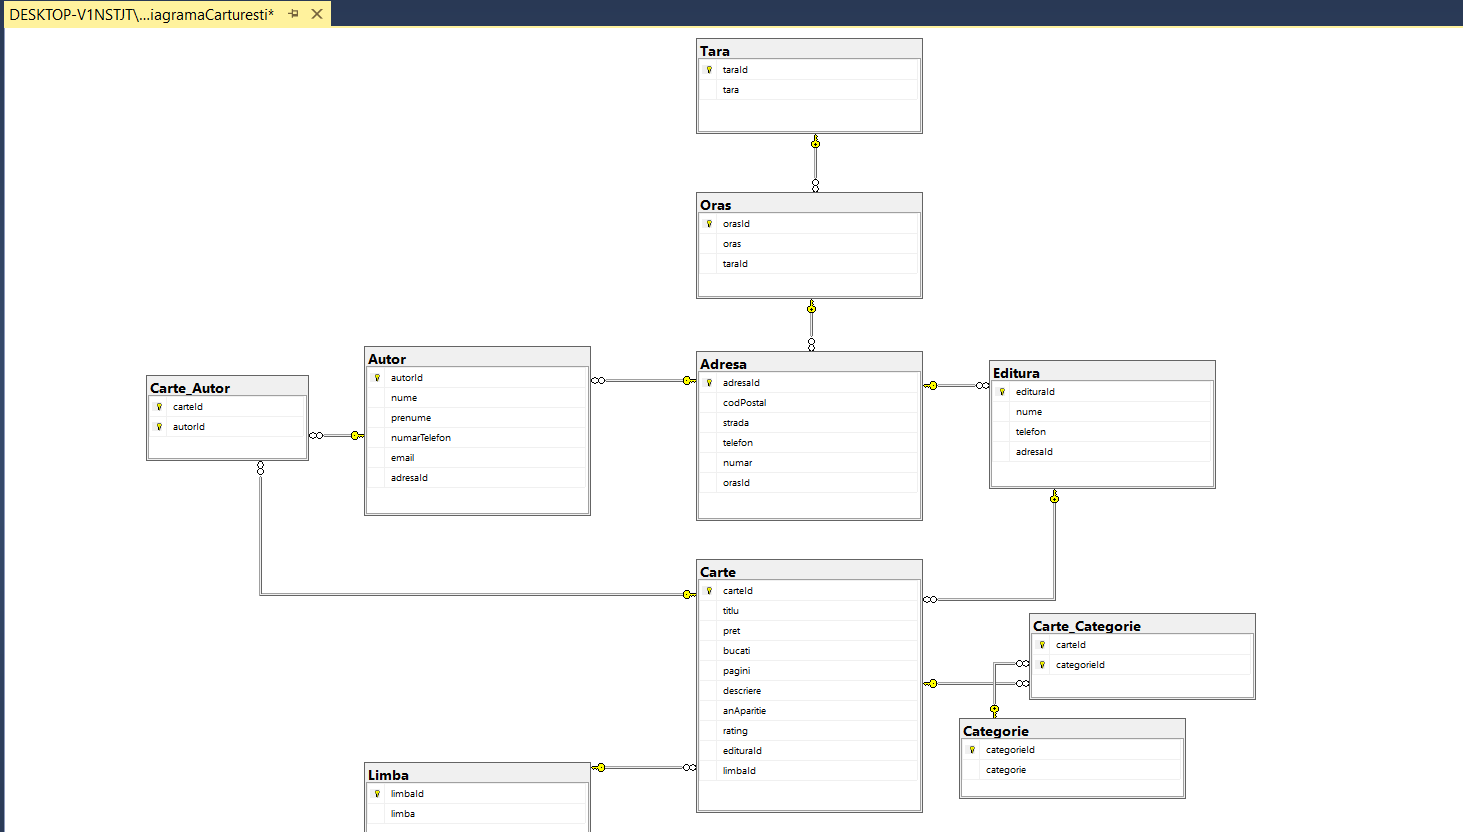 DESKTOP-V1NSTJT\...iagramaCarturesti*
Tara
taraId
tara
Oras
orasId
oras
taraId
Carte_Autor
carteId
autorId
Autor
autorId
nume
prenume
numarTelefon
email
adresaId
Adresa
adresaId
codPostal
strada
telefon
numar
orasId
Editura
edituraId
nume
telefon
adresaId
Carte
carteId
titlu
pret
bucati
pagini
descriere
anAparitie
rating
edituraId
limbaId
Carte_Categorie
carteId
categorieId
Categorie
categorieId
categorie
Limba
limbaId
limba